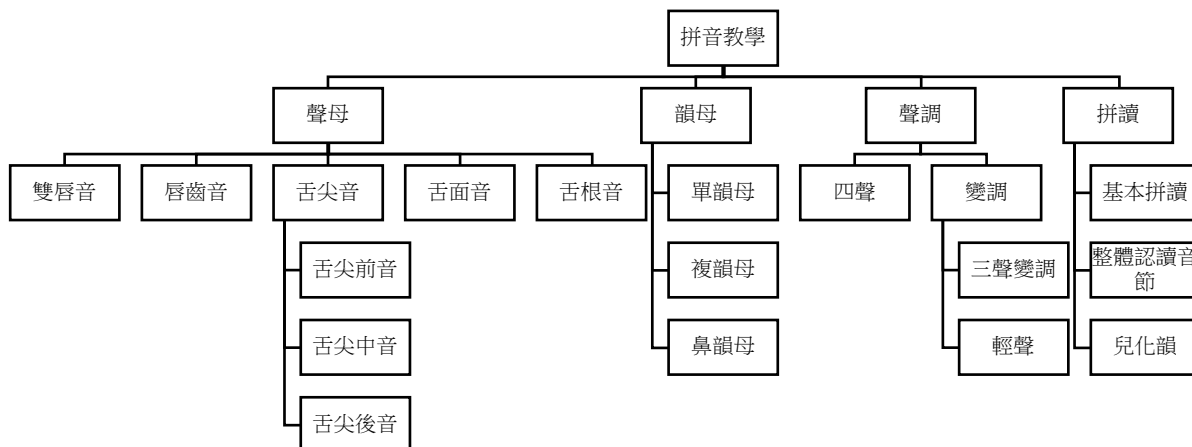 拼音教學
聲母
韻母
聲調
拼讀
雙唇音
唇齒音
舌尖音
舌面音
舌根音
單韻母
四聲
變調
基本拼讀
舌尖前音
複韻母
三聲變調
整體認讀音
節
舌尖中音
鼻韻母
輕聲
兒化韻
舌尖後音